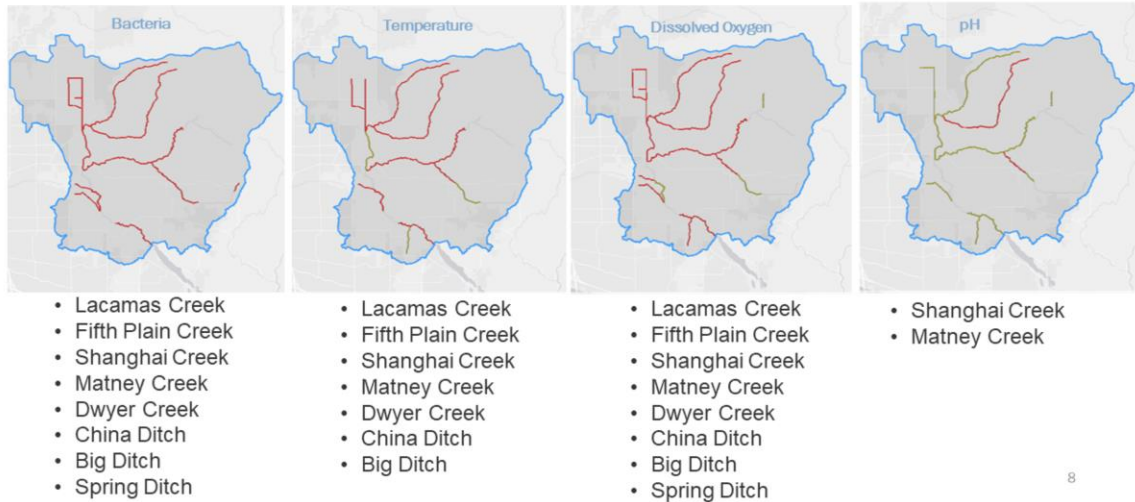 Bacteria
Temperature
Dissolved Oxygen
pH
• Lacamas Creek
• Fifth Plain Creek
• Shanghai Creek
• Matney Creek
• Dwyer Creek
• China Ditch
• Big Ditch
• Spring Ditch
• Lacamas Creek
• Fifth Plain Creek
• Shanghai Creek
• Matney Creek
• Dwyer Creek
• China Ditch
• Big Ditch
• Lacamas Creek
• Fifth Plain Creek
• Shanghai Creek
• Matney Creek
• Dwyer Creek
• China Ditch
• Big Ditch
• Spring Ditch
• Shanghai Creek
• Matney Creek
8